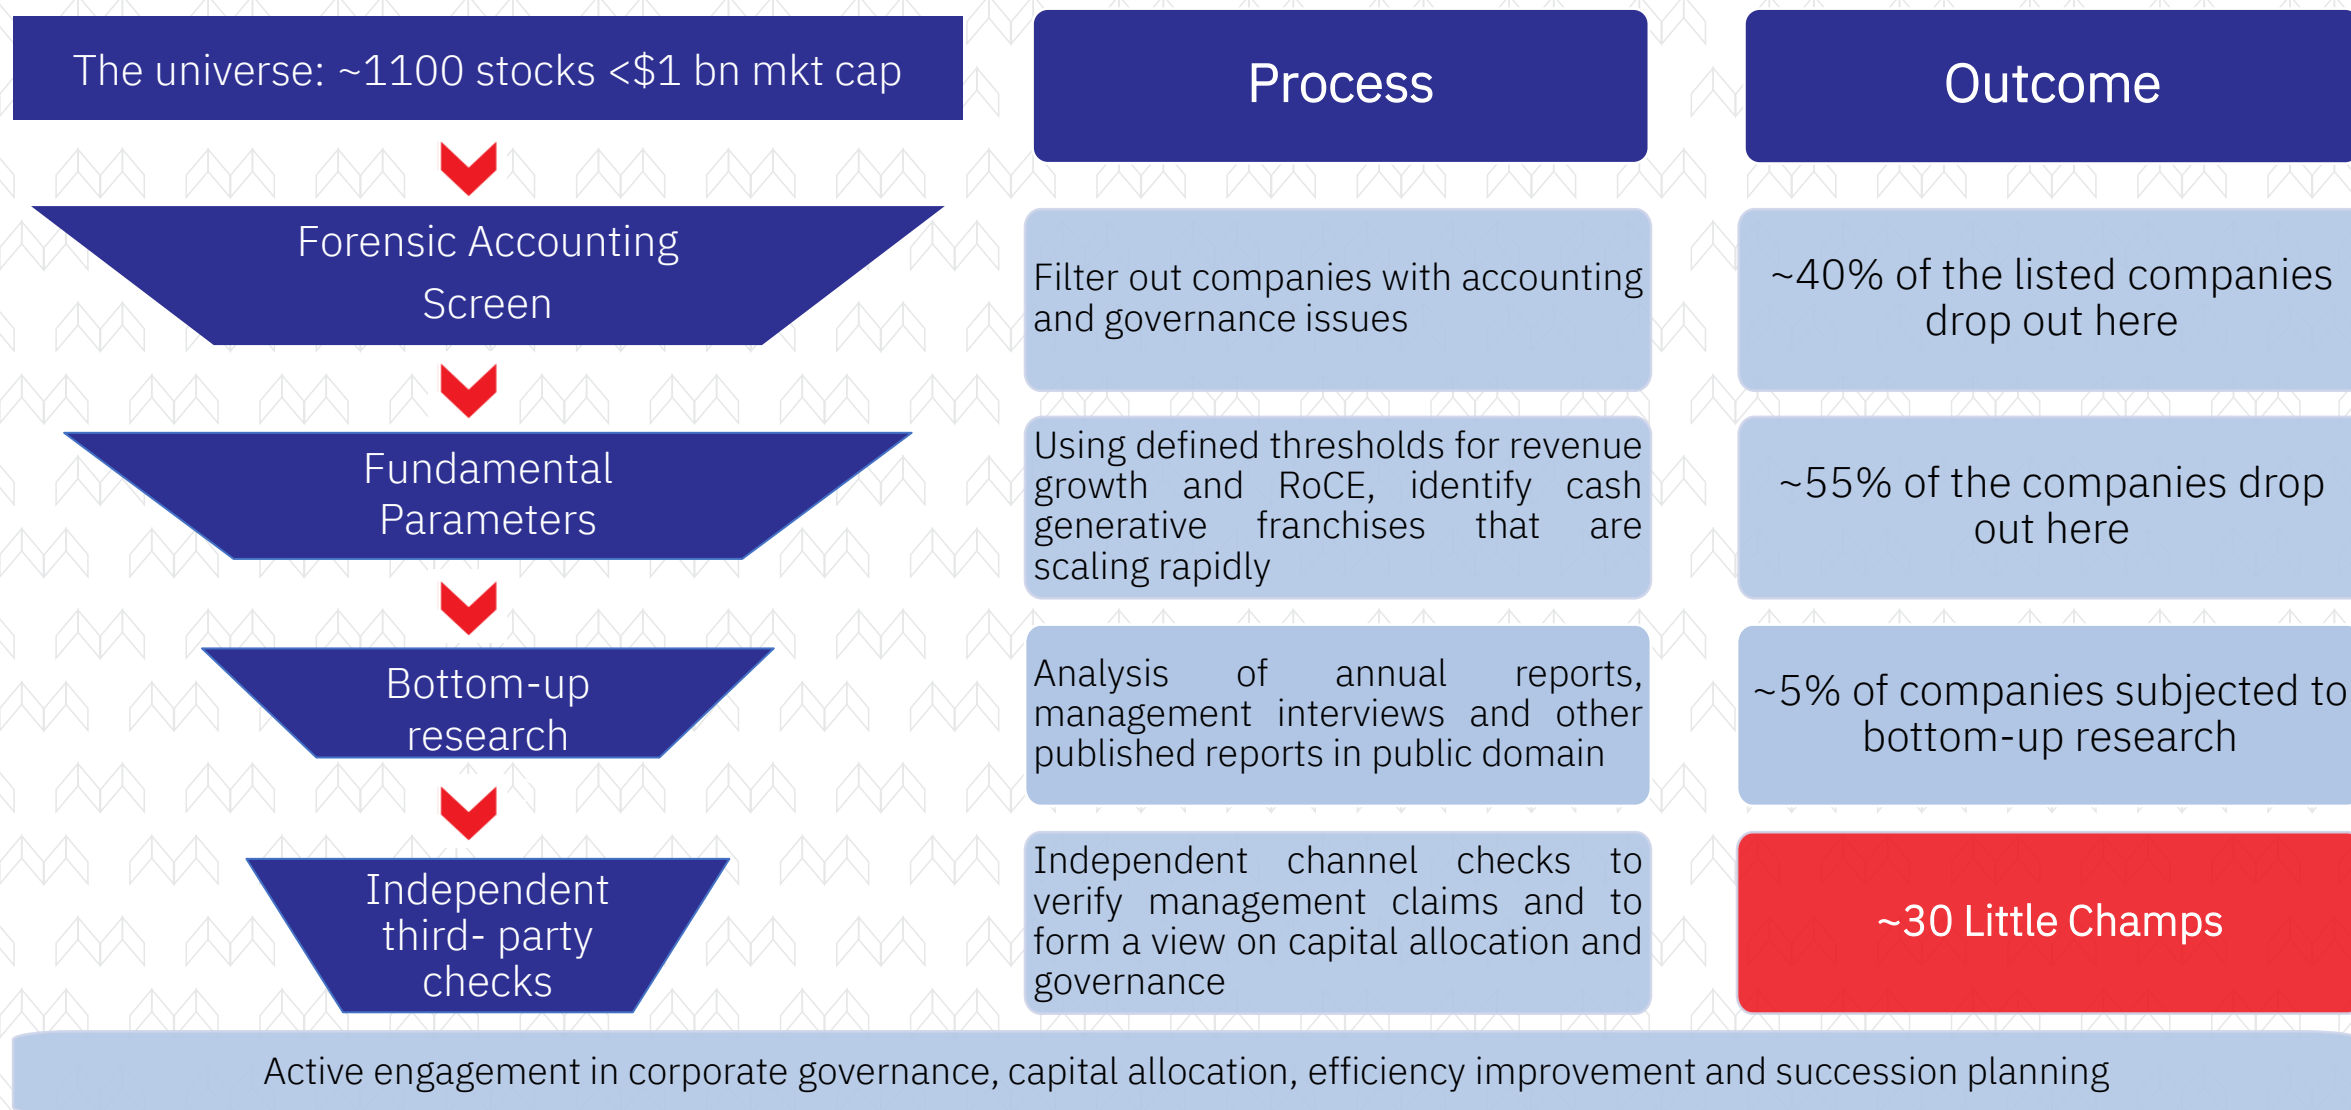 The universe: ~1100 stocks <$1 bn mkt cap
Process
Outcome
Forensic Accounting
Screen
Filter out companies with accounting
and governance issues
~40% of the listed companies
drop out here
Fundamental
Parameters
Using defined thresholds for revenue
growth and RoCE, identify cash
generative franchises that are
scaling rapidly
~55% of the companies drop
out here
Bottom-up
research
Analysis of annual reports,
management interviews and other
published reports in public domain
~5% of companies subjected to
bottom-up research
Independent
third- party
checks
Independent channel checks to
verify management claims and to
form a view on capital allocation and
governance
~30 Little Champs
Active engagement in corporate governance, capital allocation, efficiency improvement and succession planning